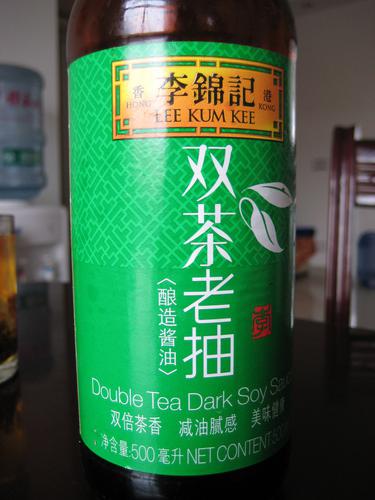 香 李錦記 港
HONG KONG
LEE KUM KEE
双茶老抽
〈酿造酱油〉
李
Double Tea Dark Soy
双倍茶香 减油腻感 美味健康
净含量:500毫升 NET CONTENT